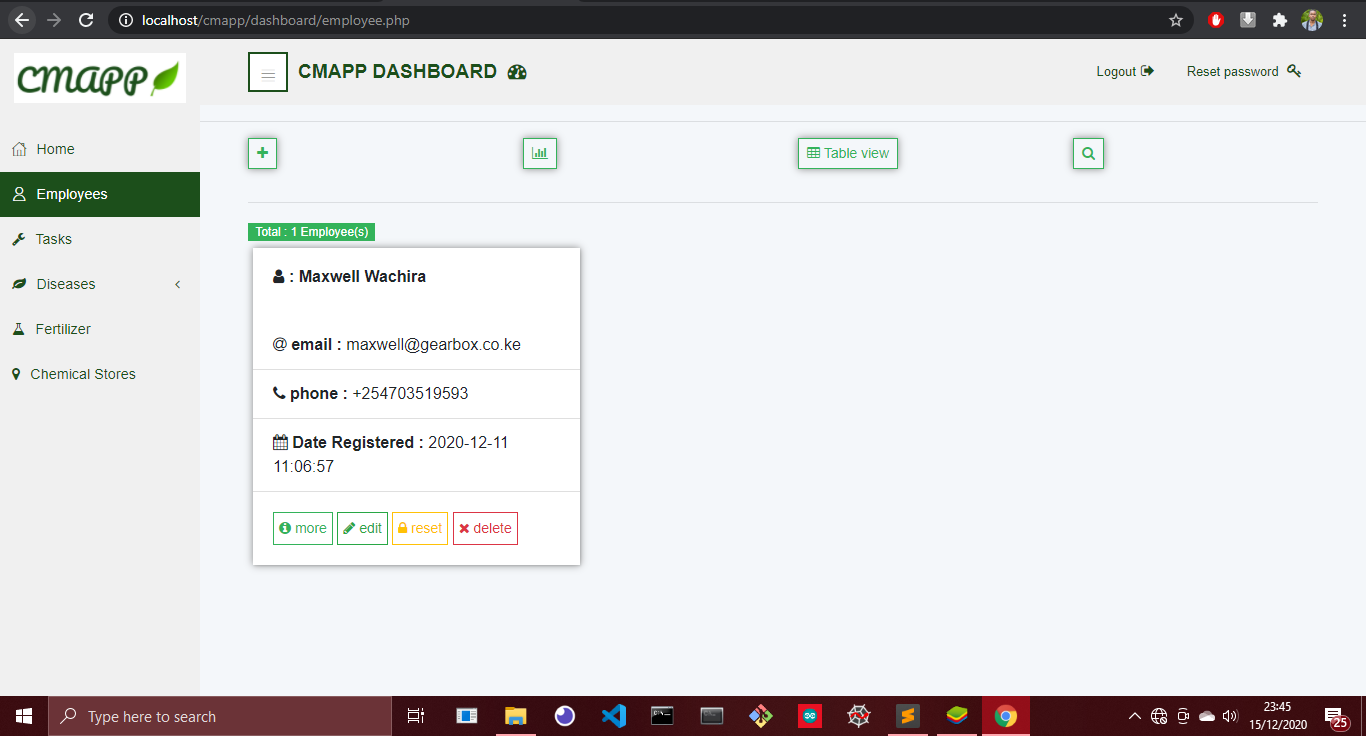 localhost/cmapp/dashboard/employee.php
cmapp
CMAPP DASHBOARD
Logout
Reset password
Home
Employees
Tasks
Diseases
Fertilizer
Chemical Stores
Table view
Total : 1 Employee(s)
: Maxwell Wachira
@ email : maxwell@gearbox.co.ke
phone : +254703519593
Date Registered : 2020-12-11
11:06:57
more
edit
reset
delete
Type here to search
23:45
15/12/2020
25